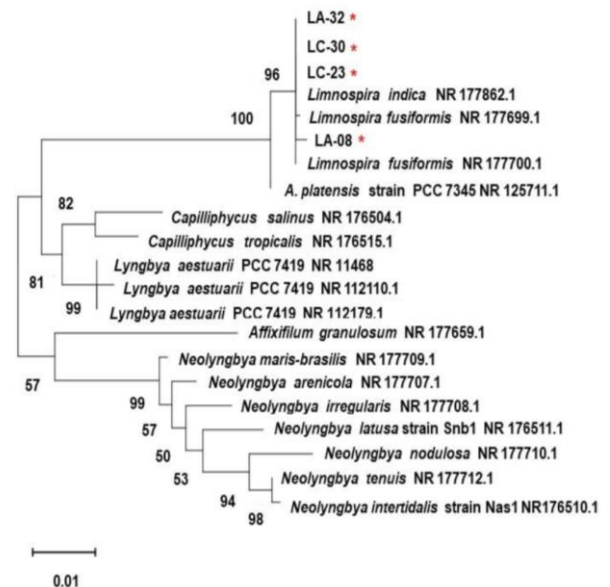 LA-32 *
LC-30 *
96
LC-23 *
Limnospira indica NR 177862.1
100
Limnospira fusiformis NR 177699.1
LA-08 *
Limnospira fusiformis NR 177700.1
A. platensis strain PCC 7345 NR 125711.1
82
Capilliphycus salinus NR 176504.1
Capilliphycus tropicalis NR 176515.1
Lyngbya aestuarii PCC 7419 NR 11468
81
Lyngbya aestuarii PCC 7419 NR 112110.1
99
Lyngbya aestuarii PCC 7419 NR 112179.1
Affixifilum granulosum NR 177659.1
Neolyngbya maris-brasilis NR 177709.1
57
Neolyngbya arenicola NR 177707.1
99
Neolyngbya irregularis NR 177708.1
57
Neolyngbya latusa strain Snb1 NR 176511.1
50
Neolyngbya nodulosa NR 177710.1
53
Neolyngbya tenuis NR 177712.1
94
Neolyngbya intertidalis strain Nas1 NR176510.1
98
0.01